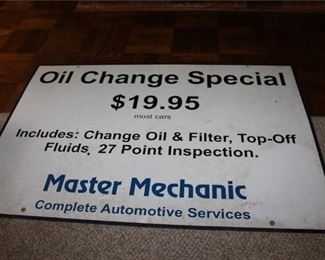 Oil Change Special
$19.95
most cars
Includes: Change Oil & Filter, Top-Off
Fluids, 27 Point Inspection.
Master Mechanic
Complete Automotive Services